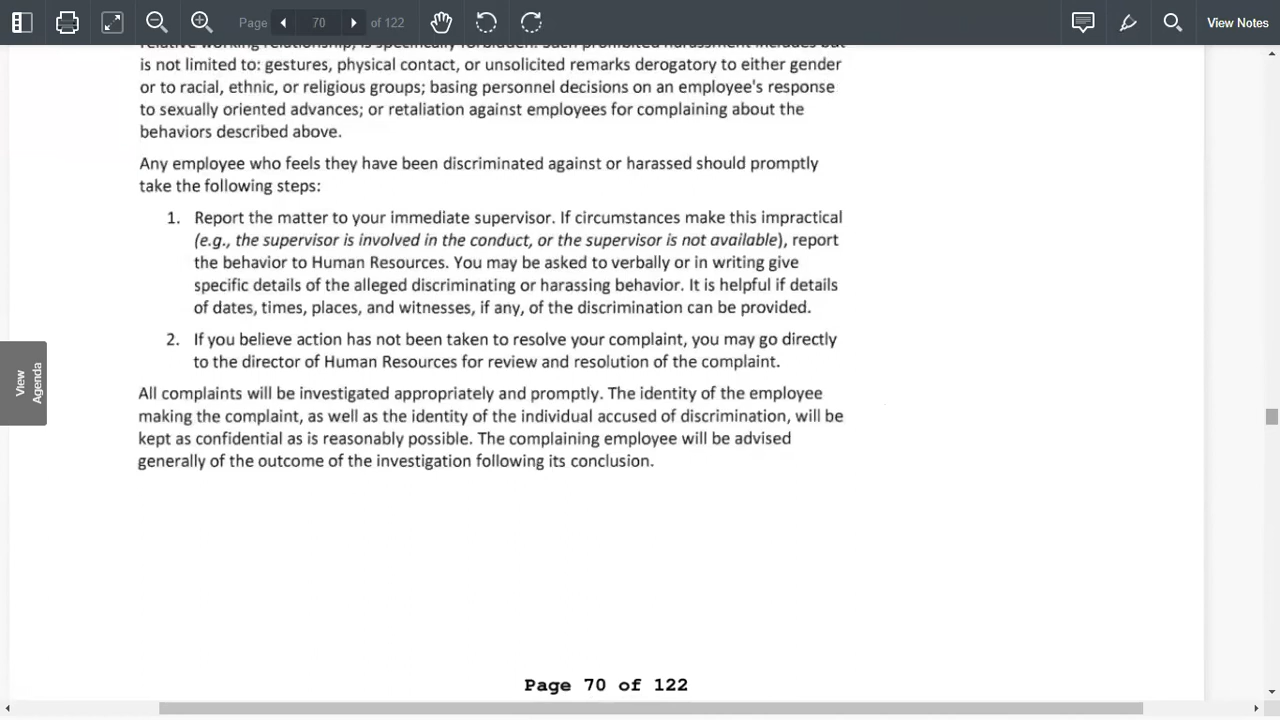 Page 70 of 122
View Notes
relative working relationship, is specifically forbidden. Such prohibited harassment includes but
is not limited to: gestures, physical contact, or unsolicited remarks derogatory to either gender
or to racial, ethnic, or religious groups; basing personnel decisions on an employee's response
to sexually oriented advances; or retaliation against employees for complaining about the
behaviors described above.
Any employee who feels they have been discriminated against or harassed should promptly
take the following steps:
1. Report the matter to your immediate supervisor. If circumstances make this impractical
(e.g., the supervisor is involved in the conduct, or the supervisor is not available), report
the behavior to Human Resources. You may be asked to verbally or in writing give
specific details of the alleged discriminating or harassing behavior. It is helpful if details
of dates, times, places, and witnesses, if any, of the discrimination can be provided.
2. If you believe action has not been taken to resolve your complaint, you may go directly
to the director of Human Resources for review and resolution of the complaint.
View
Agenda
All complaints will be investigated appropriately and promptly. The identity of the employee
making the complaint, as well as the identity of the individual accused of discrimination, will be
kept as confidential as is reasonably possible. The complaining employee will be advised
generally of the outcome of the investigation following its conclusion.
Page 70 of 122